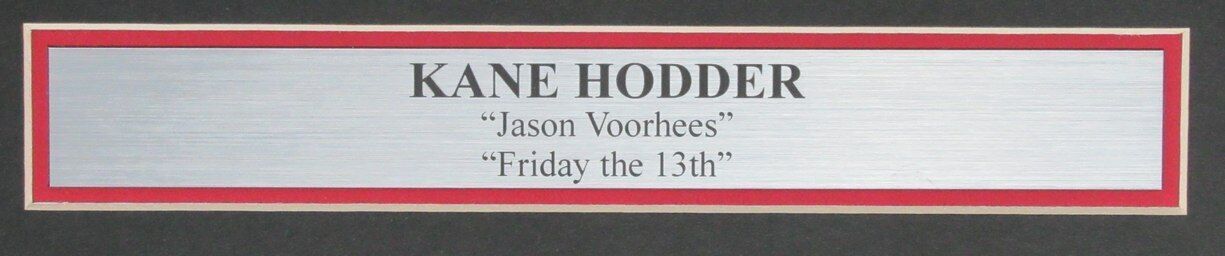 KANE HODDER
“Jason Voorhees”
“Friday the 13th”